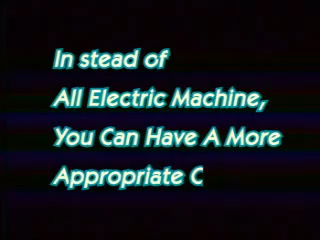 In stead of
All Electric Machine,
You Can Have A More
Appropriate C